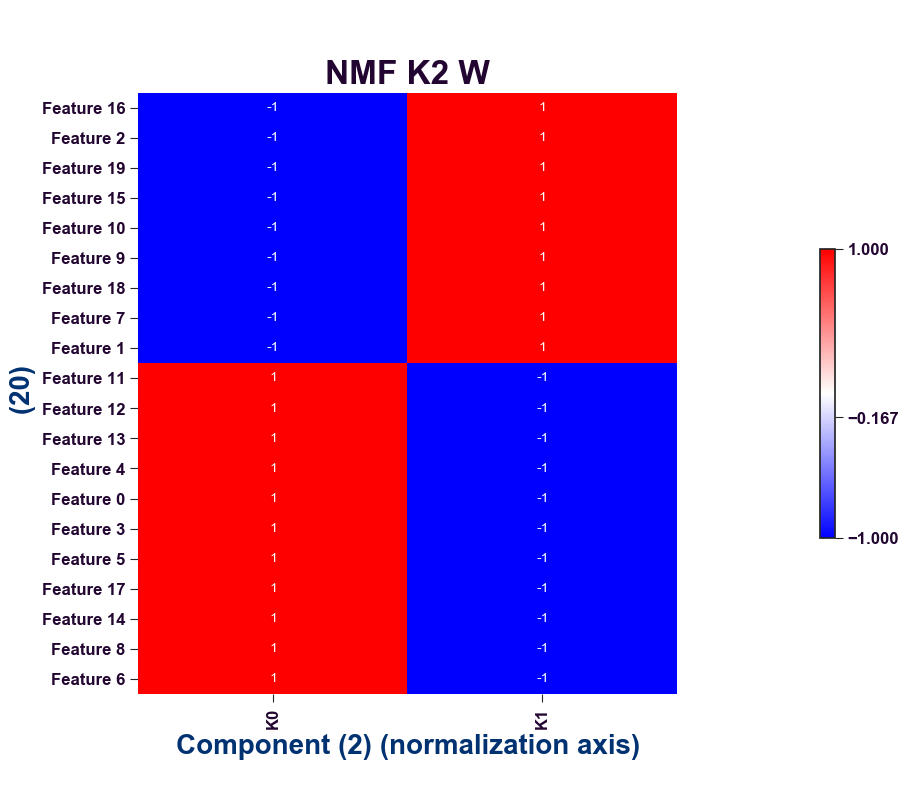 NMF K2 W
(20)
Feature 16 -1 1
Feature 2 -1 1
Feature 19 -1 1
Feature 15 -1 1
Feature 10 -1 1
Feature 9 -1 1
Feature 18 -1 1
Feature 7 -1 1
Feature 1 -1 1
Feature 11 1 -1
Feature 12 1 -1
Feature 13 1 -1
Feature 4 1 -1
Feature 0 1 -1
Feature 3 1 -1
Feature 5 1 -1
Feature 17 1 -1
Feature 14 1 -1
Feature 8 1 -1
Feature 6 1 -1
K0 K1
Component (2) (normalization axis)
1.000
−0.167
−1.000